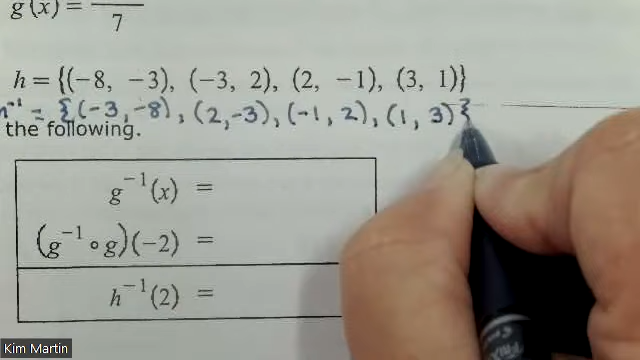 g(x) = ―
7
h = {(−8, −3), (−3, 2), (2, −1), (3, 1)}
h⁻¹ = {(-3,-8), (2,-3), (-1, 2), (1, 3)}
the following.
g⁻¹(x) =
(g⁻¹∘g)(−2) =
h⁻¹(2) =
Kim Martin